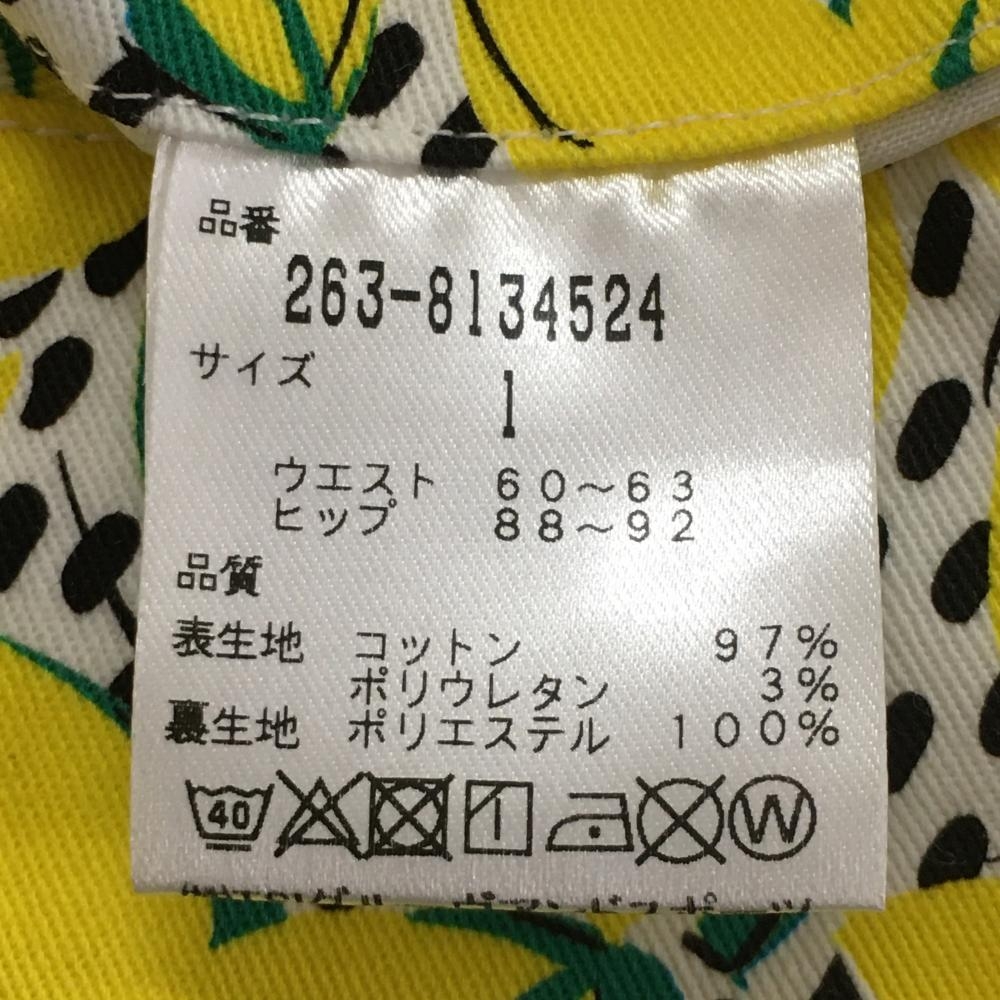 品番
263-8134524
サイズ
1
ウエスト 60～63
ヒップ 88～92
品質
表生地 コットン 97%
ポリウレタン 3%
裏生地 ポリエステル 100%
40 1 W